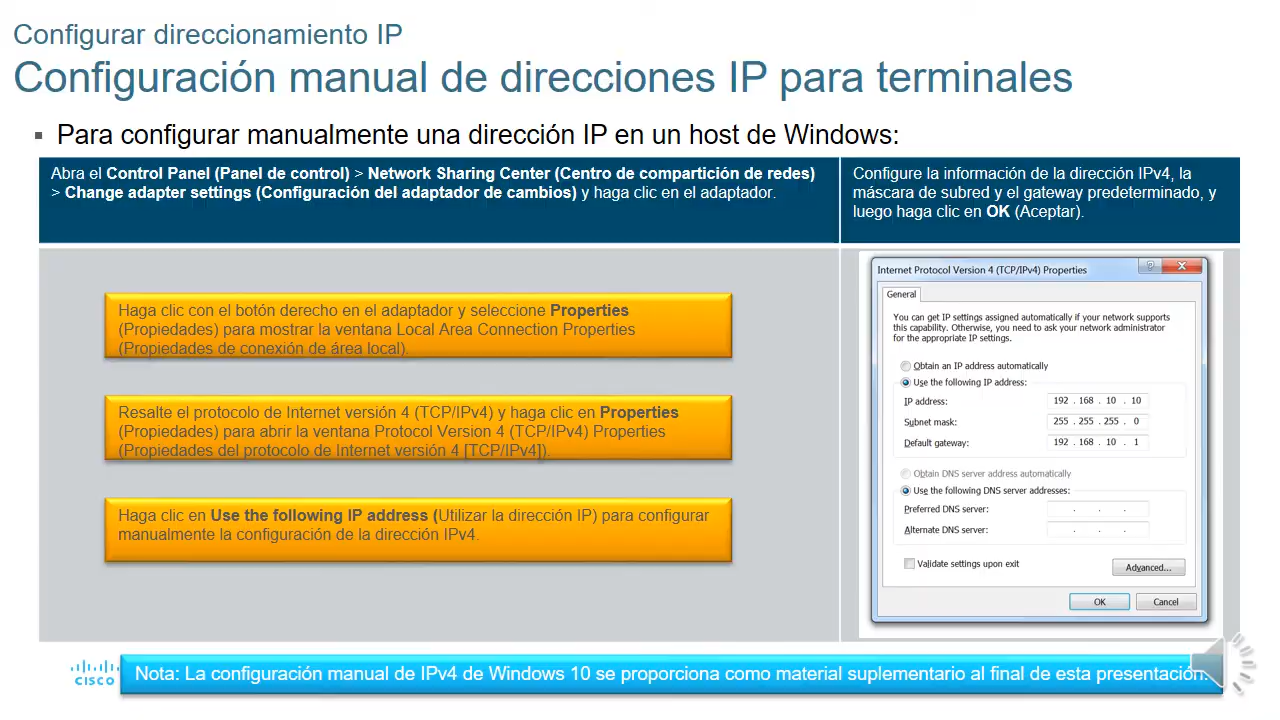 Configurar direccionamiento IP
Configuración manual de direcciones IP para terminales
▪ Para configurar manualmente una dirección IP en un host de Windows:
Abra el Control Panel (Panel de control) > Network Sharing Center (Centro de compartición de redes)
> Change adapter settings (Configuración del adaptador de cambios) y haga clic en el adaptador.
Configure la información de la dirección IPv4, la
máscara de subred y el gateway predeterminado, y
luego haga clic en OK (Aceptar).
Haga clic con el botón derecho en el adaptador y seleccione Properties
(Propiedades) para mostrar la ventana Local Area Connection Properties
(Propiedades de conexión de área local).
Resalte el protocolo de Internet versión 4 (TCP/IPv4) y haga clic en Properties
(Propiedades) para abrir la ventana Protocol Version 4 (TCP/IPv4) Properties
(Propiedades del protocolo de Internet versión 4 [TCP/IPv4]).
Haga clic en Use the following IP address (Utilizar la dirección IP) para configurar
manualmente la configuración de la dirección IPv4.
Internet Protocol Version 4 (TCP/IPv4) Properties
General
You can get IP settings assigned automatically if your network supports
this capability. Otherwise, you need to ask your network administrator
for the appropriate IP settings.
Obtain an IP address automatically
Use the following IP address:
IP address: 192 . 168 . 10 . 10
Subnet mask: 255 . 255 . 255 . 0
Default gateway: 192 . 168 . 10 . 1
Obtain DNS server address automatically
Use the following DNS server addresses:
Preferred DNS server: . . .
Alternate DNS server: . . .
Validate settings upon exit
Advanced...
OK Cancel
CISCO
Nota: La configuración manual de IPv4 de Windows 10 se proporciona como material suplementario al final de esta presentación.